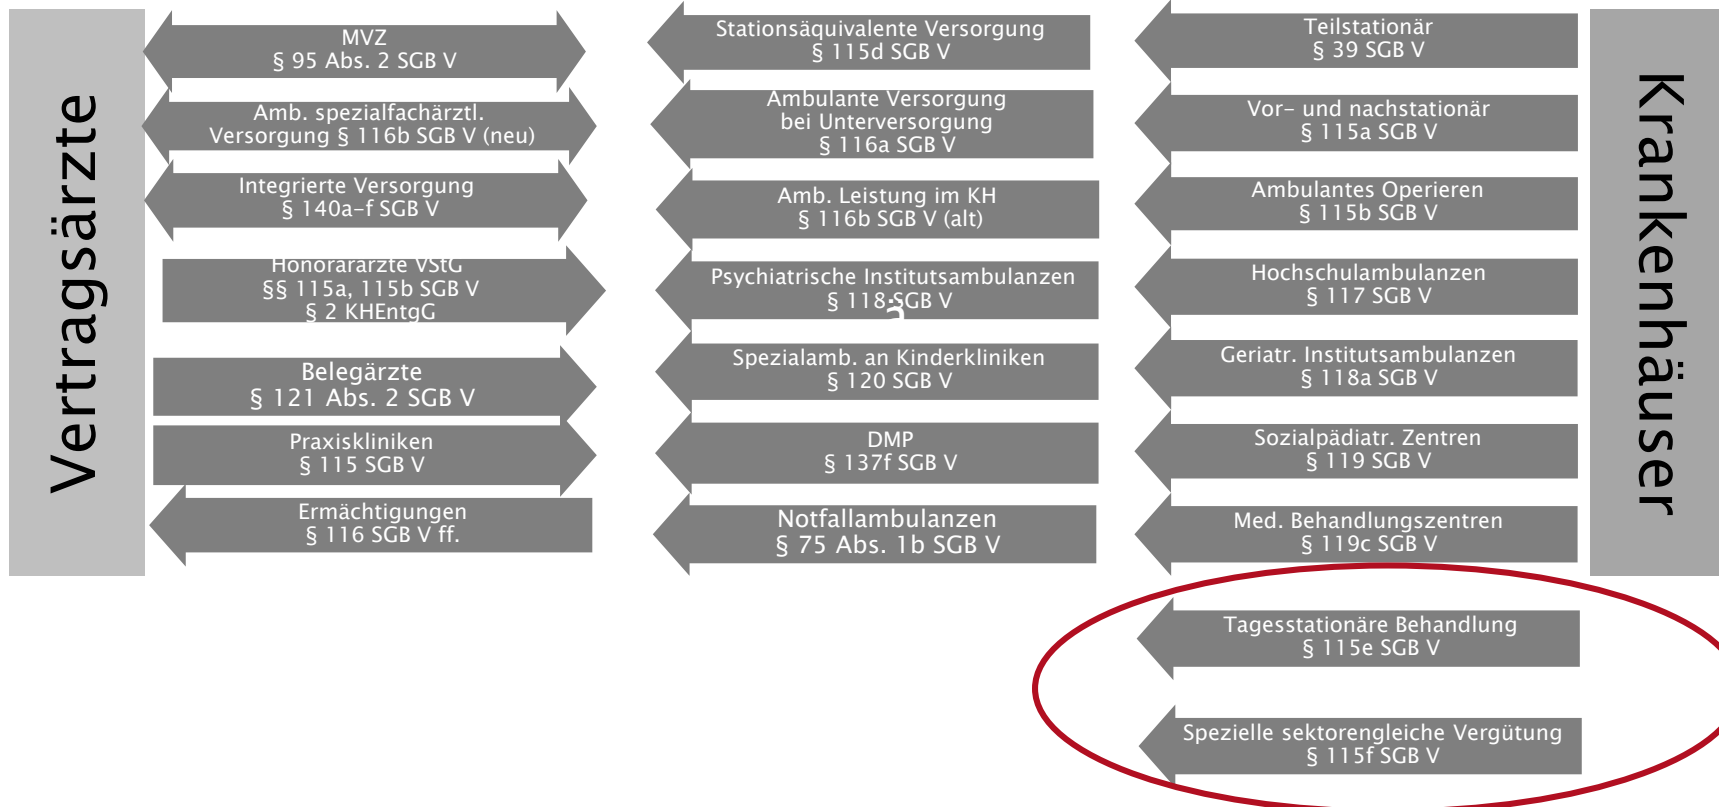 Vertragsärzte
MVZ
§ 95 Abs. 2 SGB V
Amb. spezialfachärztl.
Versorgung § 116b SGB V (neu)
Integrierte Versorgung
§ 140a–f SGB V
Honorarärzte VStG
§§ 115a, 115b SGB V
§ 2 KHEntgG
Belegärzte
§ 121 Abs. 2 SGB V
Praxiskliniken
§ 115 SGB V
Ermächtigungen
§ 116 SGB V ff.
Stationsäquivalente Versorgung
§ 115d SGB V
Ambulante Versorgung
bei Unterversorgung
§ 116a SGB V
Amb. Leistung im KH
§ 116b SGB V (alt)
Psychiatrische Institutsambulanzen
§ 118 SGB V
Spezialamb. an Kinderkliniken
§ 120 SGB V
DMP
§ 137f SGB V
Notfallambulanzen
§ 75 Abs. 1b SGB V
Teilstationär
§ 39 SGB V
Vor– und nachstationär
§ 115a SGB V
Ambulantes Operieren
§ 115b SGB V
Hochschulambulanzen
§ 117 SGB V
Geriatr. Institutsambulanzen
§ 118a SGB V
Sozialpädiatr. Zentren
§ 119 SGB V
Med. Behandlungszentren
§ 119c SGB V
Tagesstationäre Behandlung
§ 115e SGB V
Spezielle sektorengleiche Vergütung
§ 115f SGB V
Krankenhäuser